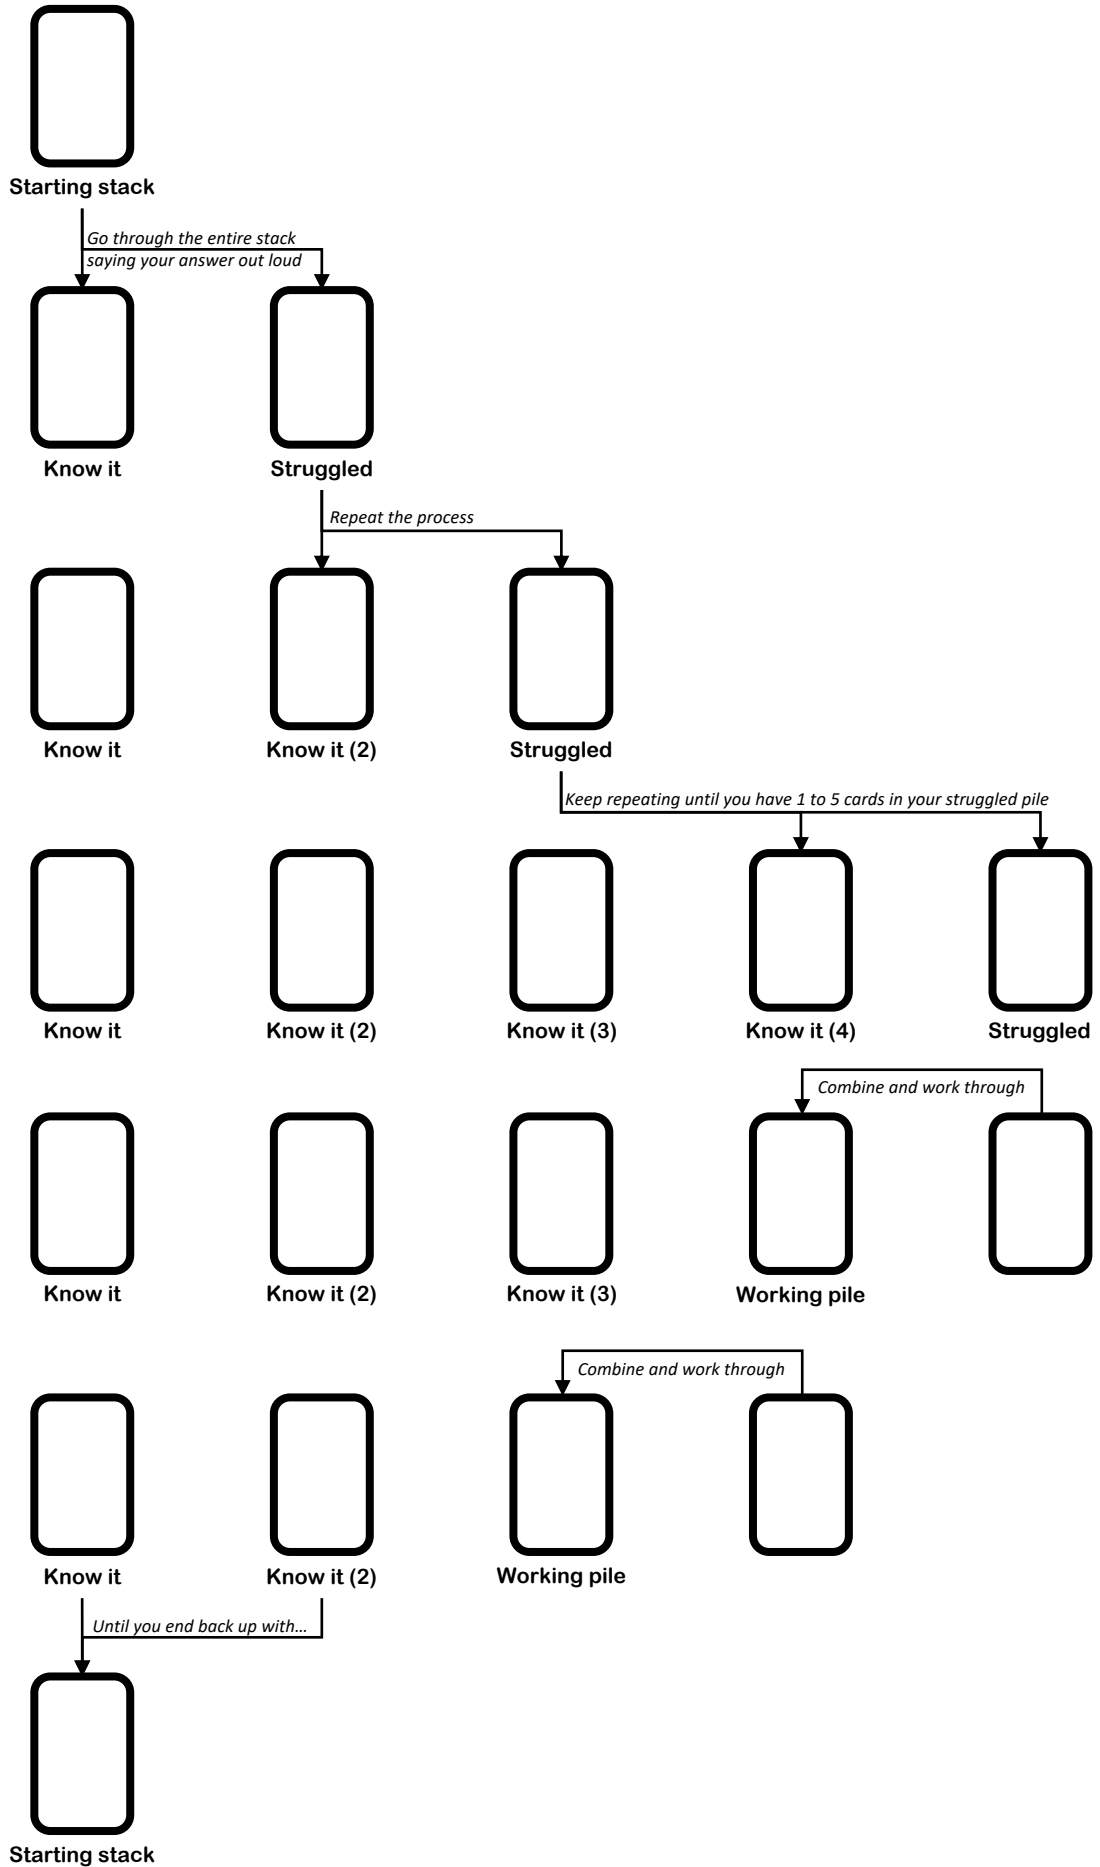 Starting stack
Go through the entire stack
saying your answer out loud
Know it
Struggled
Repeat the process
Know it
Know it (2)
Struggled
Keep repeating until you have 1 to 5 cards in your struggled pile
Know it
Know it (2)
Know it (3)
Know it (4)
Struggled
Combine and work through
Know it
Know it (2)
Know it (3)
Working pile
Combine and work through
Know it
Know it (2)
Working pile
Until you end back up with...
Starting stack